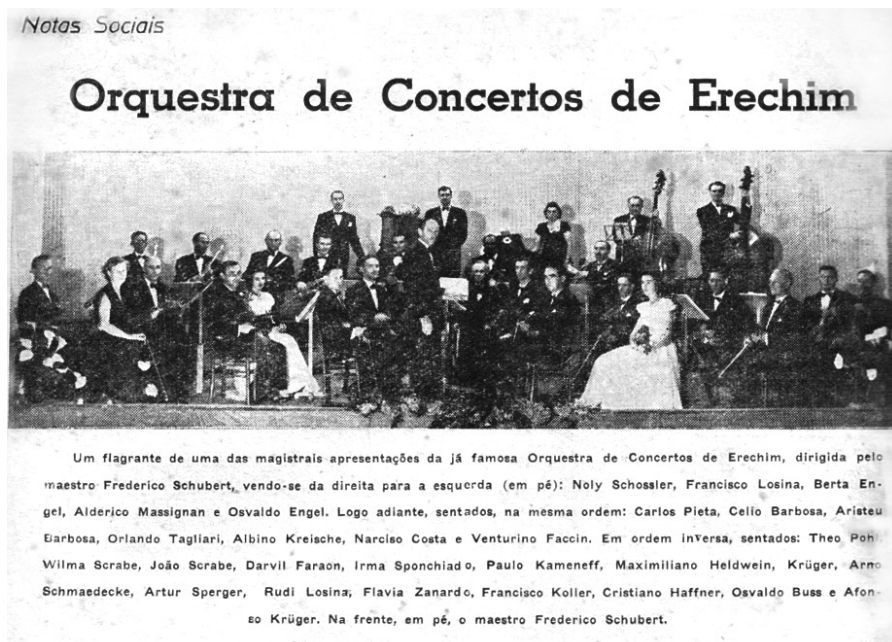 Notas Sociais
Orquestra de Concertos de Erechim
Um flagrante de uma das magistrais apresentações da já famosa Orquestra de Concertos de Erechim, dirigida pelo
maestro Frederico Schubert, vendo-se da direita para a esquerda (em pé): Noly Schossler, Francisco Losina, Berta En-
gel, Alderico Massignan e Osvaldo Engel. Logo adiante, sentados, na mesma ordem: Carlos Pieta, Celio Barbosa, Aristeu
Barbosa, Orlando Tagliari, Albino Kreische, Narciso Costa e Venturino Faccin. Em ordem inversa, sentados: Theo Pohl,
Wilma Scrabe, João Scrabe, Darvil Faraon, Irma Sponchiado, Paulo Kameneff, Maximiliano Heldwein, Krüger, Arno
Schmaedecke, Artur Sperger, Rudi Losina, Flavia Zanardo, Francisco Koller, Cristiano Haffner, Osvaldo Buss e Afon-
so Krüger. Na frente, em pé, o maestro Frederico Schubert.